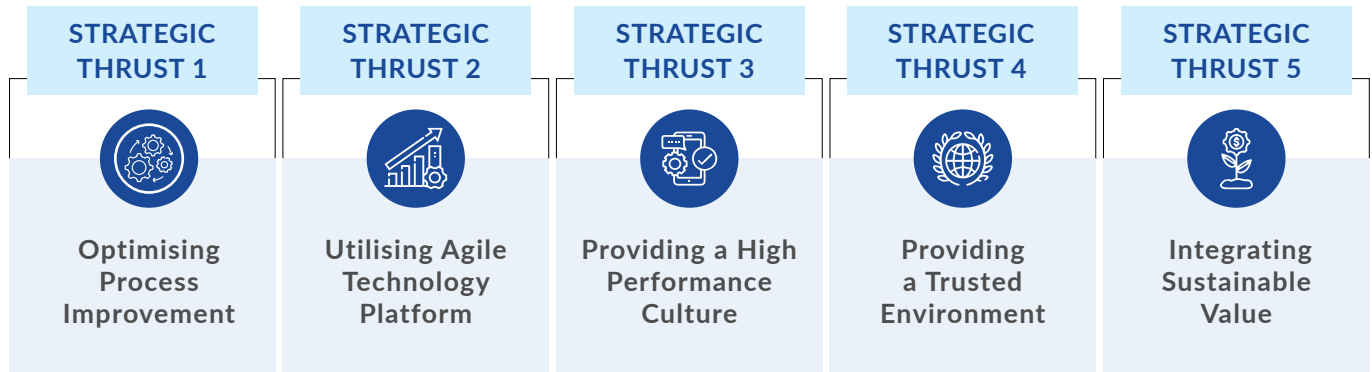 STRATEGIC
THRUST 1
Optimising
Process
Improvement
STRATEGIC
THRUST 2
Utilising Agile
Technology
Platform
STRATEGIC
THRUST 3
Providing a High
Performance
Culture
STRATEGIC
THRUST 4
Providing
a Trusted
Environment
STRATEGIC
THRUST 5
Integrating
Sustainable
Value